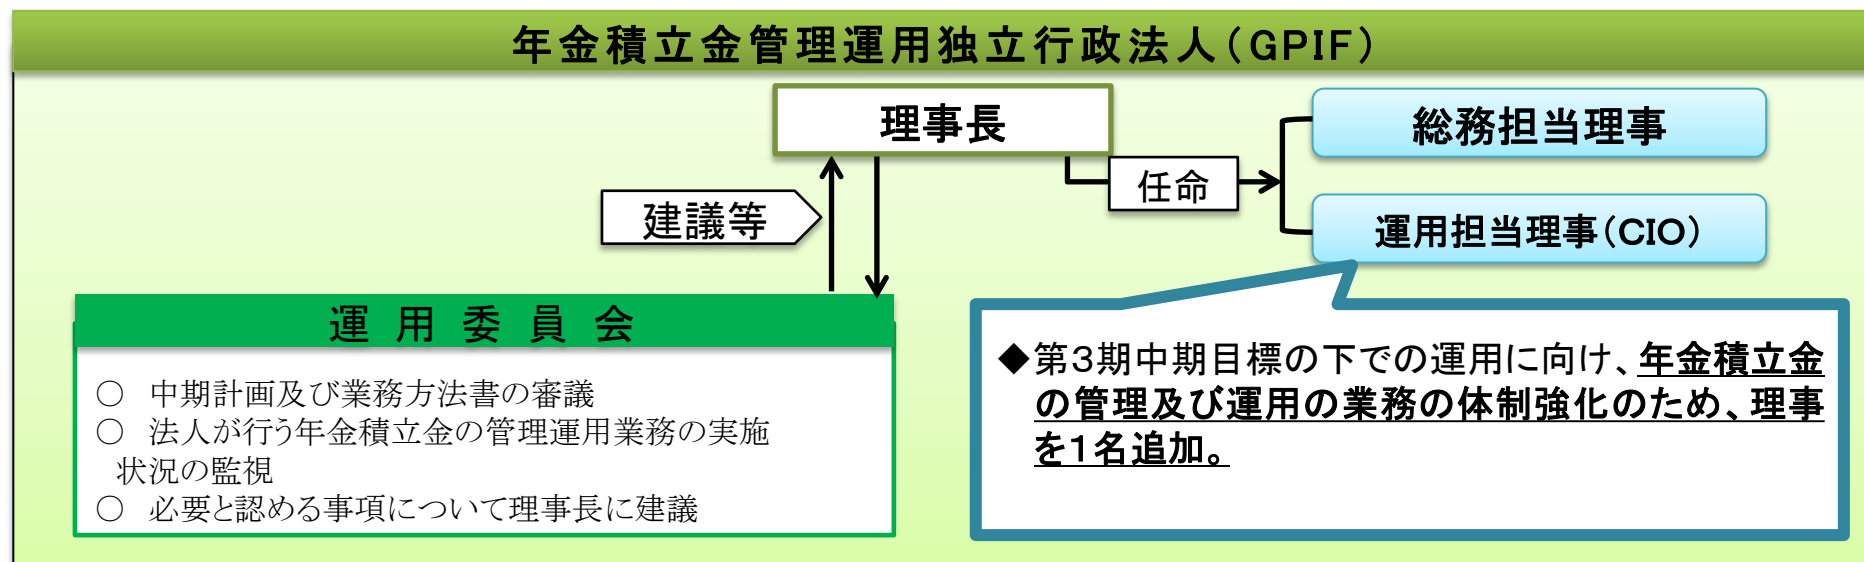 年金積立金管理運用独立行政法人(GPIF)
理事長
総務担当理事
任命
建議等
運用担当理事(CIO)
運用委員会
○ 中期計画及び業務方法書の審議
○ 法人が行う年金積立金の管理運用業務の実施
状況の監視
○ 必要と認める事項について理事長に建議
◆第3期中期目標の下での運用に向け、年金積立金
の管理及び運用の業務の体制強化のため、理事
を1名追加。